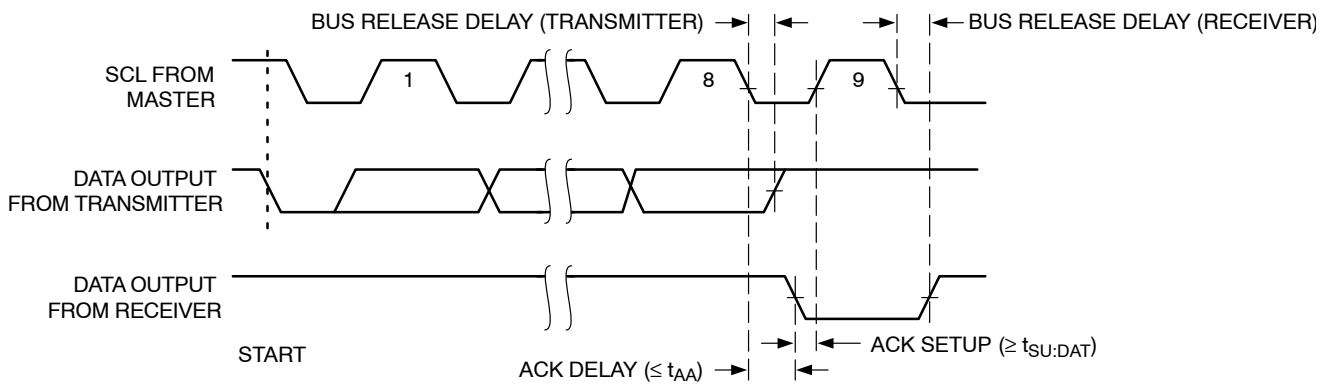 BUS RELEASE DELAY (TRANSMITTER)
BUS RELEASE DELAY (RECEIVER)
SCL FROM
MASTER
1
8
9
DATA OUTPUT
FROM TRANSMITTER
DATA OUTPUT
FROM RECEIVER
START
ACK SETUP (≥ tSU:DAT)
ACK DELAY (≤ tAA)